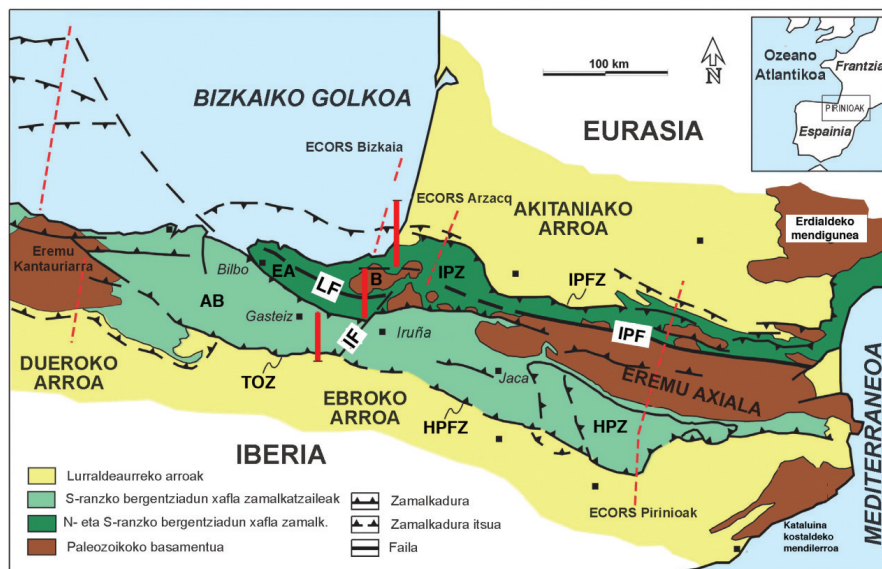 100 km
N
Ozeano
Atlantikoa
Frantzia
PIRINIOAK
Espainia
BIZKAIKO GOLKOA
EURASIA
ECORS Bizkaia
ECORS Arzacq
AKITANIAKO
ARROA
Erdialdeko
mendigunea
Eremu
Kantauriarra
Bilbo
EA
LF
B
IPZ
IPFZ
IPF
AB
Gasteiz
IF
Iruña
EREMU AXIALA
Jaca
DUEROKO
ARROA
TOZ
EBROKO
ARROA
HPFZ
HPZ
MEDITERRANEOA
IBERIA
ECORS Pirinioak
Kataluina
kostaldeko
mendilerroa
Lurraldeaurreko arroak
S-ranzko bergentziadun xafla zamalkatzaileak
N- eta S-ranzko bergentziadun xafla zamalk.
Paleozoikoko basamentua
Zamalkadura
Zamalkadura itsua
Faila